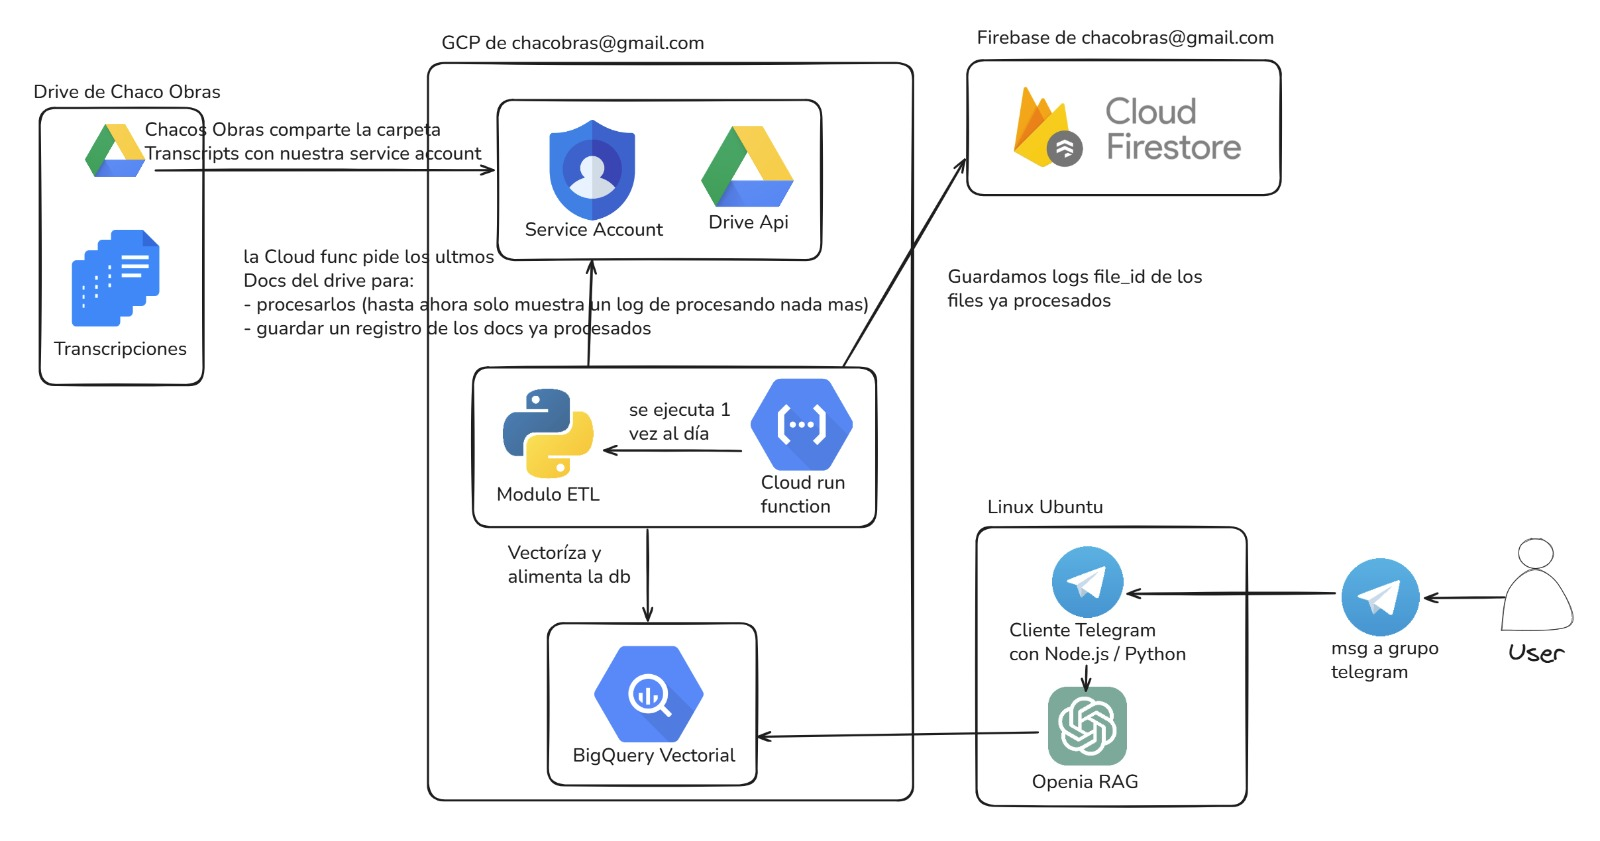 GCP de chacobras@gmail.com
Firebase de chacobras@gmail.com
Drive de Chaco Obras
Chacos Obras comparte la carpeta
Transcripts con nuestra service account
Cloud
Firestore
Service Account
Drive Api
la Cloud func pide los ultmos
Docs del drive para:
- procesarlos (hasta ahora solo muestra un log de procesando nada mas)
- guardar un registro de los docs ya procesados
Guardamos logs file_id de los
files ya procesados
Transcripciones
se ejecuta 1
vez al día
Modulo ETL
Cloud run
function
Linux Ubuntu
Vectoríza y
alimenta la db
Cliente Telegram
con Node.js / Python
msg a grupo
telegram
User
BigQuery Vectorial
Openia RAG